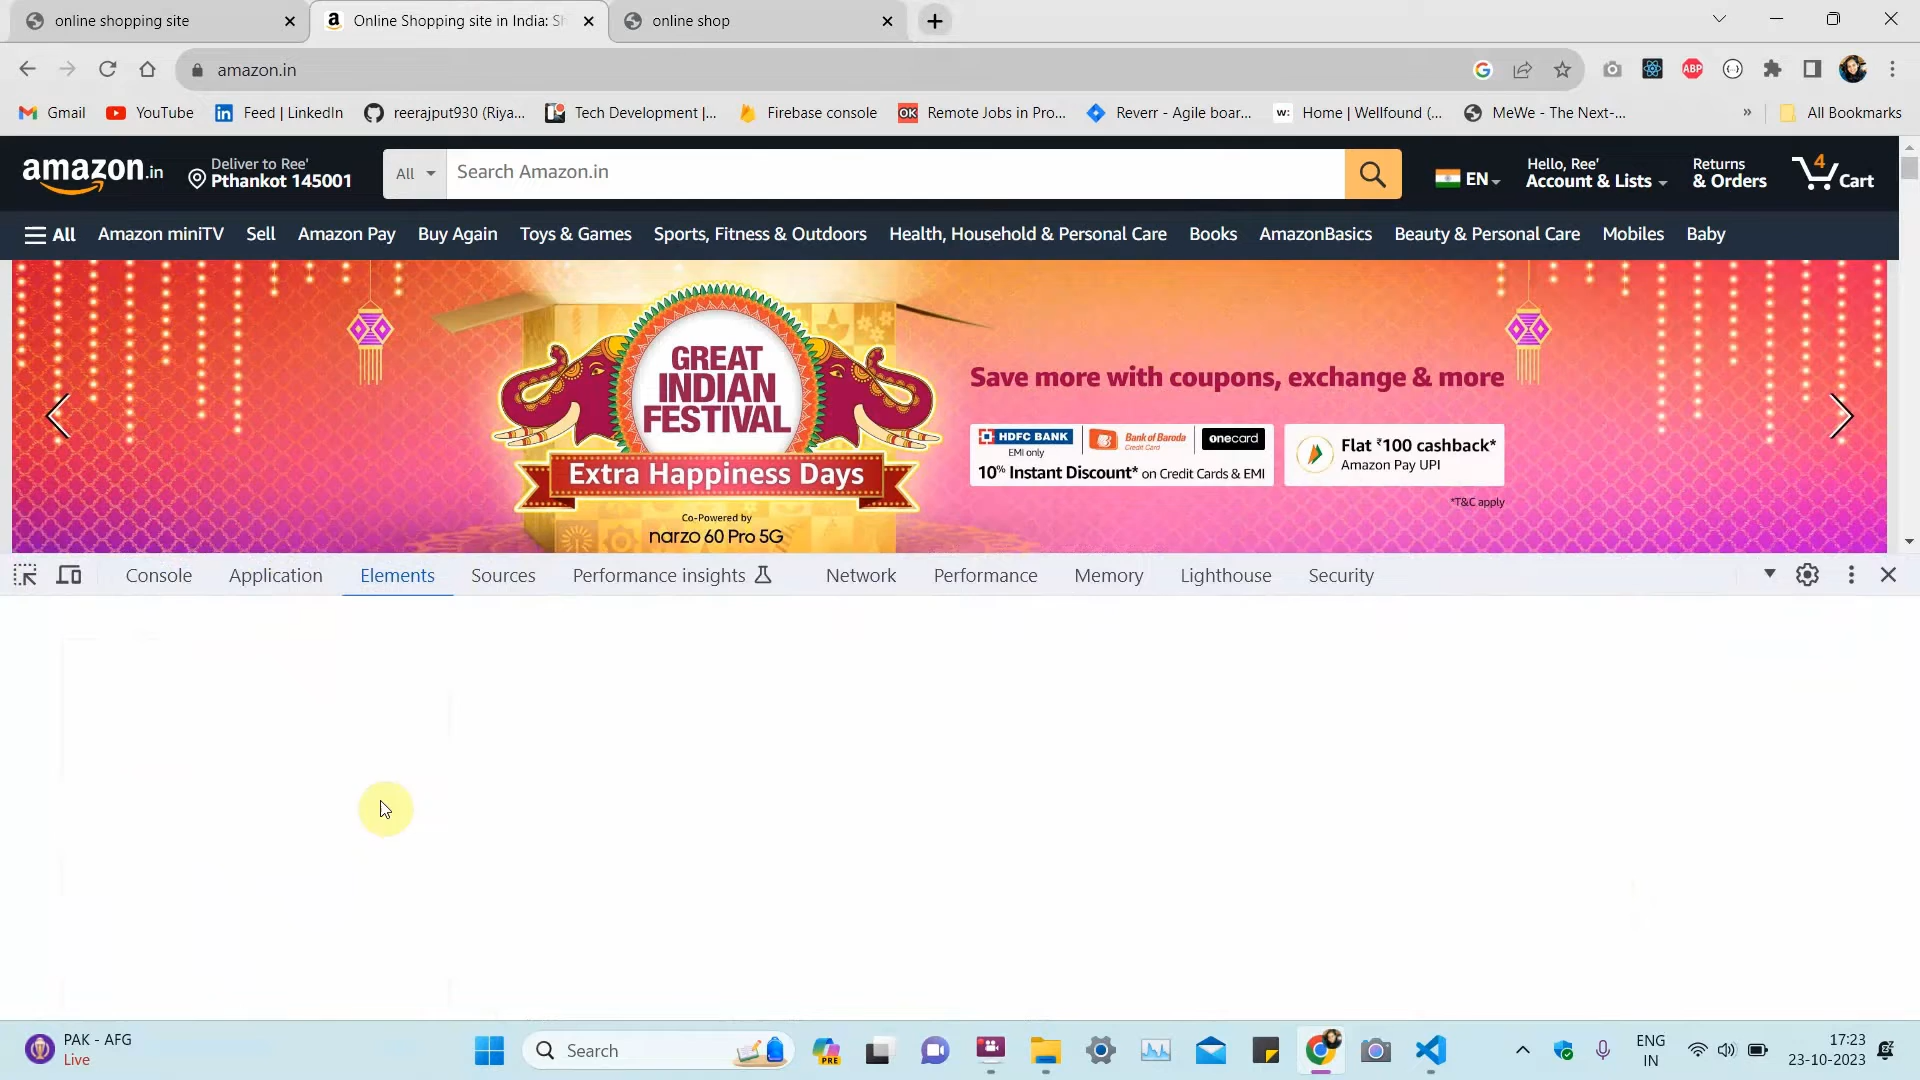 online shopping site
Online Shopping site in India: Sh
online shop
amazon.in
ABP
Gmail
YouTube
Feed | LinkedIn
reerajput930 (Riya...
Tech Development |...
Firebase console
OK
Remote Jobs in Pro...
Reverr - Agile boar...
w:
Home | Wellfound (...
MeWe - The Next-...
»
All Bookmarks
amazon.in
Deliver to Ree'
Pthankot 145001
All
Search Amazon.in
EN
Hello, Ree'
Account & Lists
Returns
& Orders
4
Cart
All
Amazon miniTV
Sell
Amazon Pay
Buy Again
Toys & Games
Sports, Fitness & Outdoors
Health, Household & Personal Care
Books
AmazonBasics
Beauty & Personal Care
Mobiles
Baby
GREAT
INDIAN
FESTIVAL
Extra Happiness Days
Co-Powered by
narzo 60 Pro 5G
Save more with coupons, exchange & more
HDFC BANK
EMI only
Bank of Baroda
Credit Card
onecard
10% Instant Discount* on Credit Cards & EMI
Flat ₹100 cashback*
Amazon Pay UPI
*T&C apply
Console
Application
Elements
Sources
Performance insights
Network
Performance
Memory
Lighthouse
Security
PAK - AFG
Live
Search
PRE
ENG
IN
17:23
23-10-2023